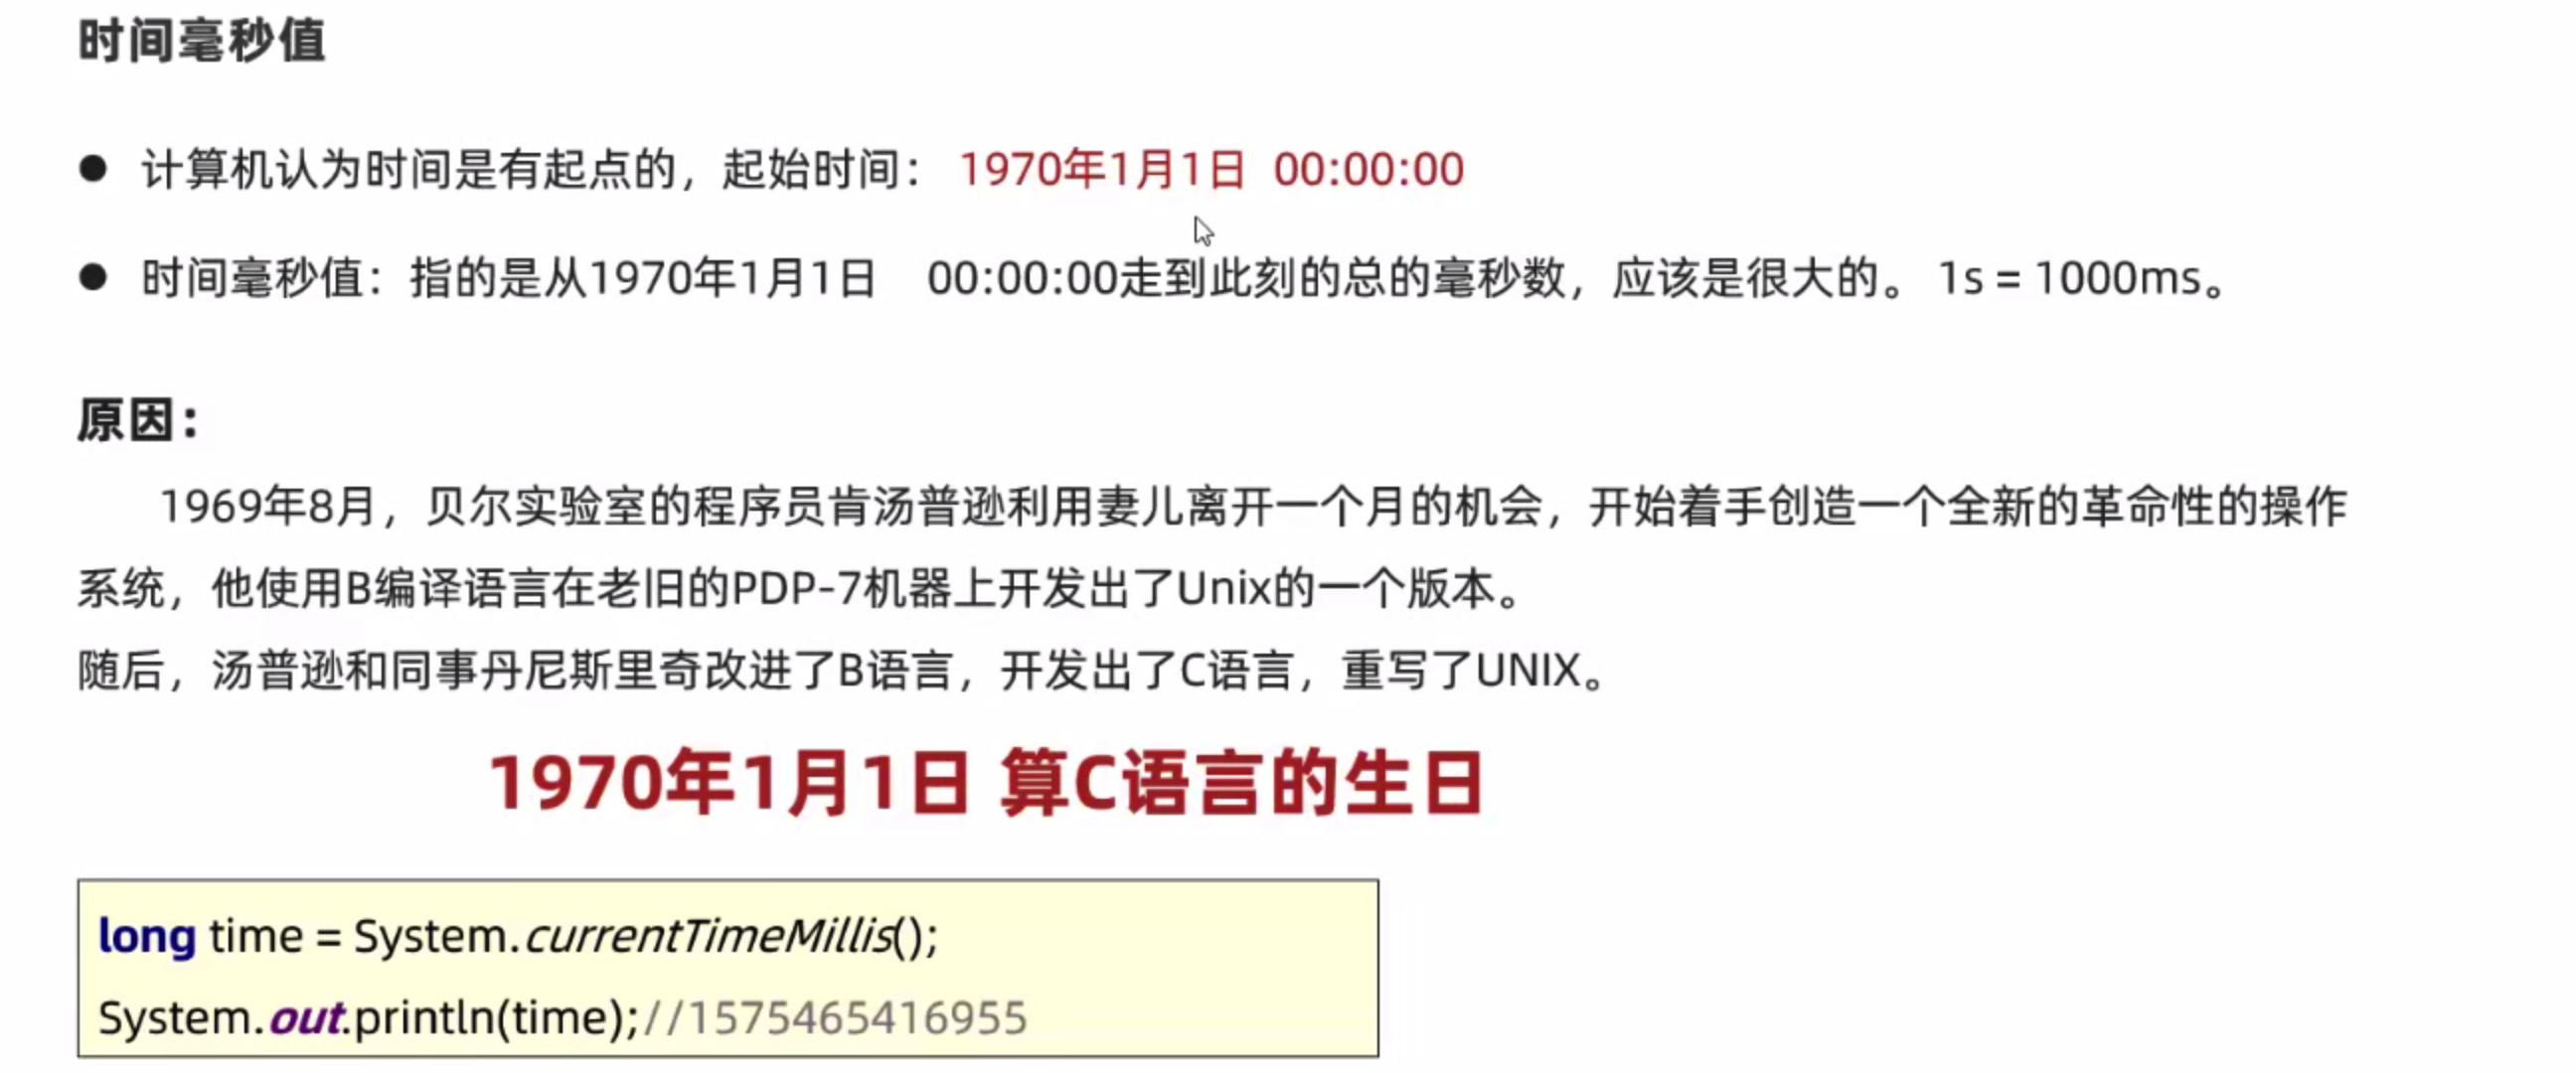 时间毫秒值
● 计算机认为时间是有起点的，起始时间： 1970年1月1日 00:00:00
● 时间毫秒值：指的是从1970年1月1日 00:00:00走到此刻的总的毫秒数，应该是很大的。 1s = 1000ms。
原因：
1969年8月，贝尔实验室的程序员肯汤普逊利用妻儿离开一个月的机会，开始着手创造一个全新的革命性的操作
系统，他使用B编译语言在老旧的PDP-7机器上开发出了Unix的一个版本。
随后，汤普逊和同事丹尼斯里奇改进了B语言，开发出了C语言，重写了UNIX。
1970年1月1日 算C语言的生日
long time = System.currentTimeMillis();
System.out.println(time);//1575465416955